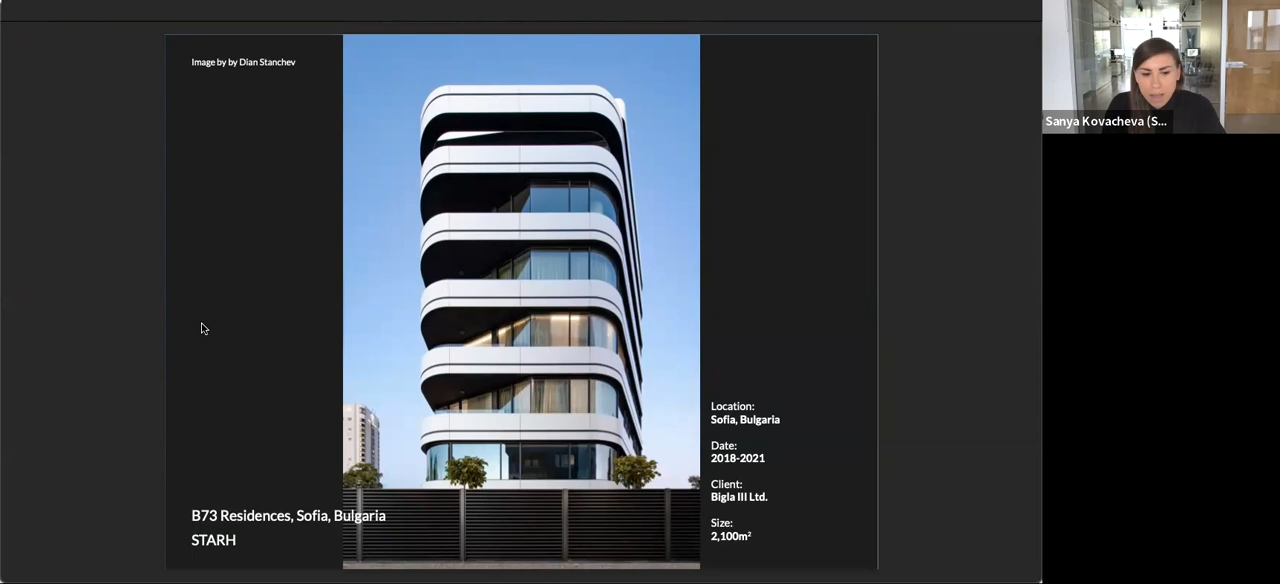 Image by by Dian Stanchev
Sanya Kovacheva (S...
Location:
Sofia, Bulgaria
Date:
2018-2021
Client:
Bigla III Ltd.
Size:
2,100m²
B73 Residences, Sofia, Bulgaria
STARH